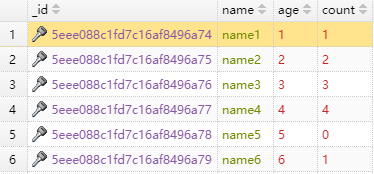 _id name age count
1 5eee088c1fd7c16af8496a74 name1 1 1
2 5eee088c1fd7c16af8496a75 name2 2 2
3 5eee088c1fd7c16af8496a76 name3 3 3
4 5eee088c1fd7c16af8496a77 name4 4 4
5 5eee088c1fd7c16af8496a78 name5 5 0
6 5eee088c1fd7c16af8496a79 name6 6 1